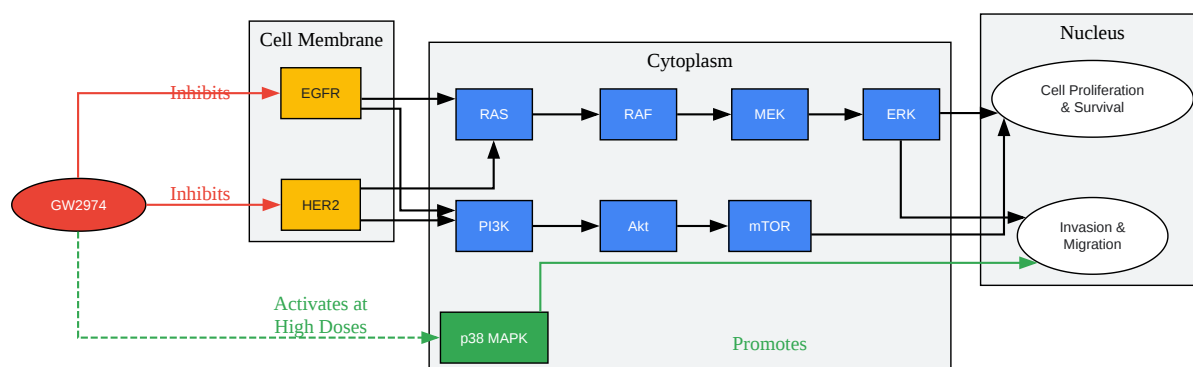 Cell Membrane
Cytoplasm
Nucleus
Inhibits
EGFR
RAS
RAF
MEK
ERK
Cell Proliferation
& Survival
GW2974
Inhibits
HER2
PI3K
Akt
mTOR
Invasion &
Migration
Activates at
High Doses
p38 MAPK
Promotes